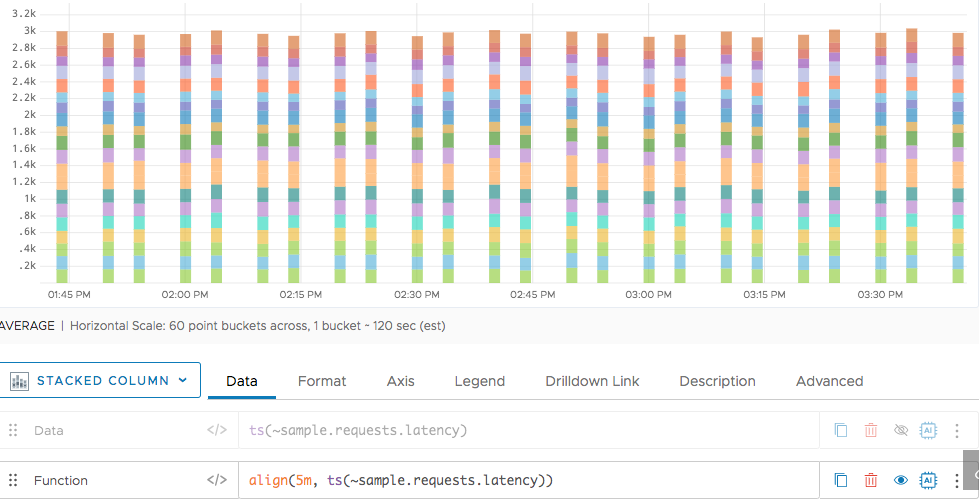 3.2k
3k
2.8k
2.6k
2.4k
2.2k
2k
1.8k
1.6k
1.4k
1.2k
1k
.8k
.6k
.4k
.2k
01:45 PM 02:00 PM 02:15 PM 02:30 PM 02:45 PM 03:00 PM 03:15 PM 03:30 PM
AVERAGE | Horizontal Scale: 60 point buckets across, 1 bucket ~ 120 sec (est)
STACKED COLUMN Data Format Axis Legend Drilldown Link Description Advanced
Data </> ts(~sample.requests.latency) AI
Function </> align(5m, ts(~sample.requests.latency)) AI